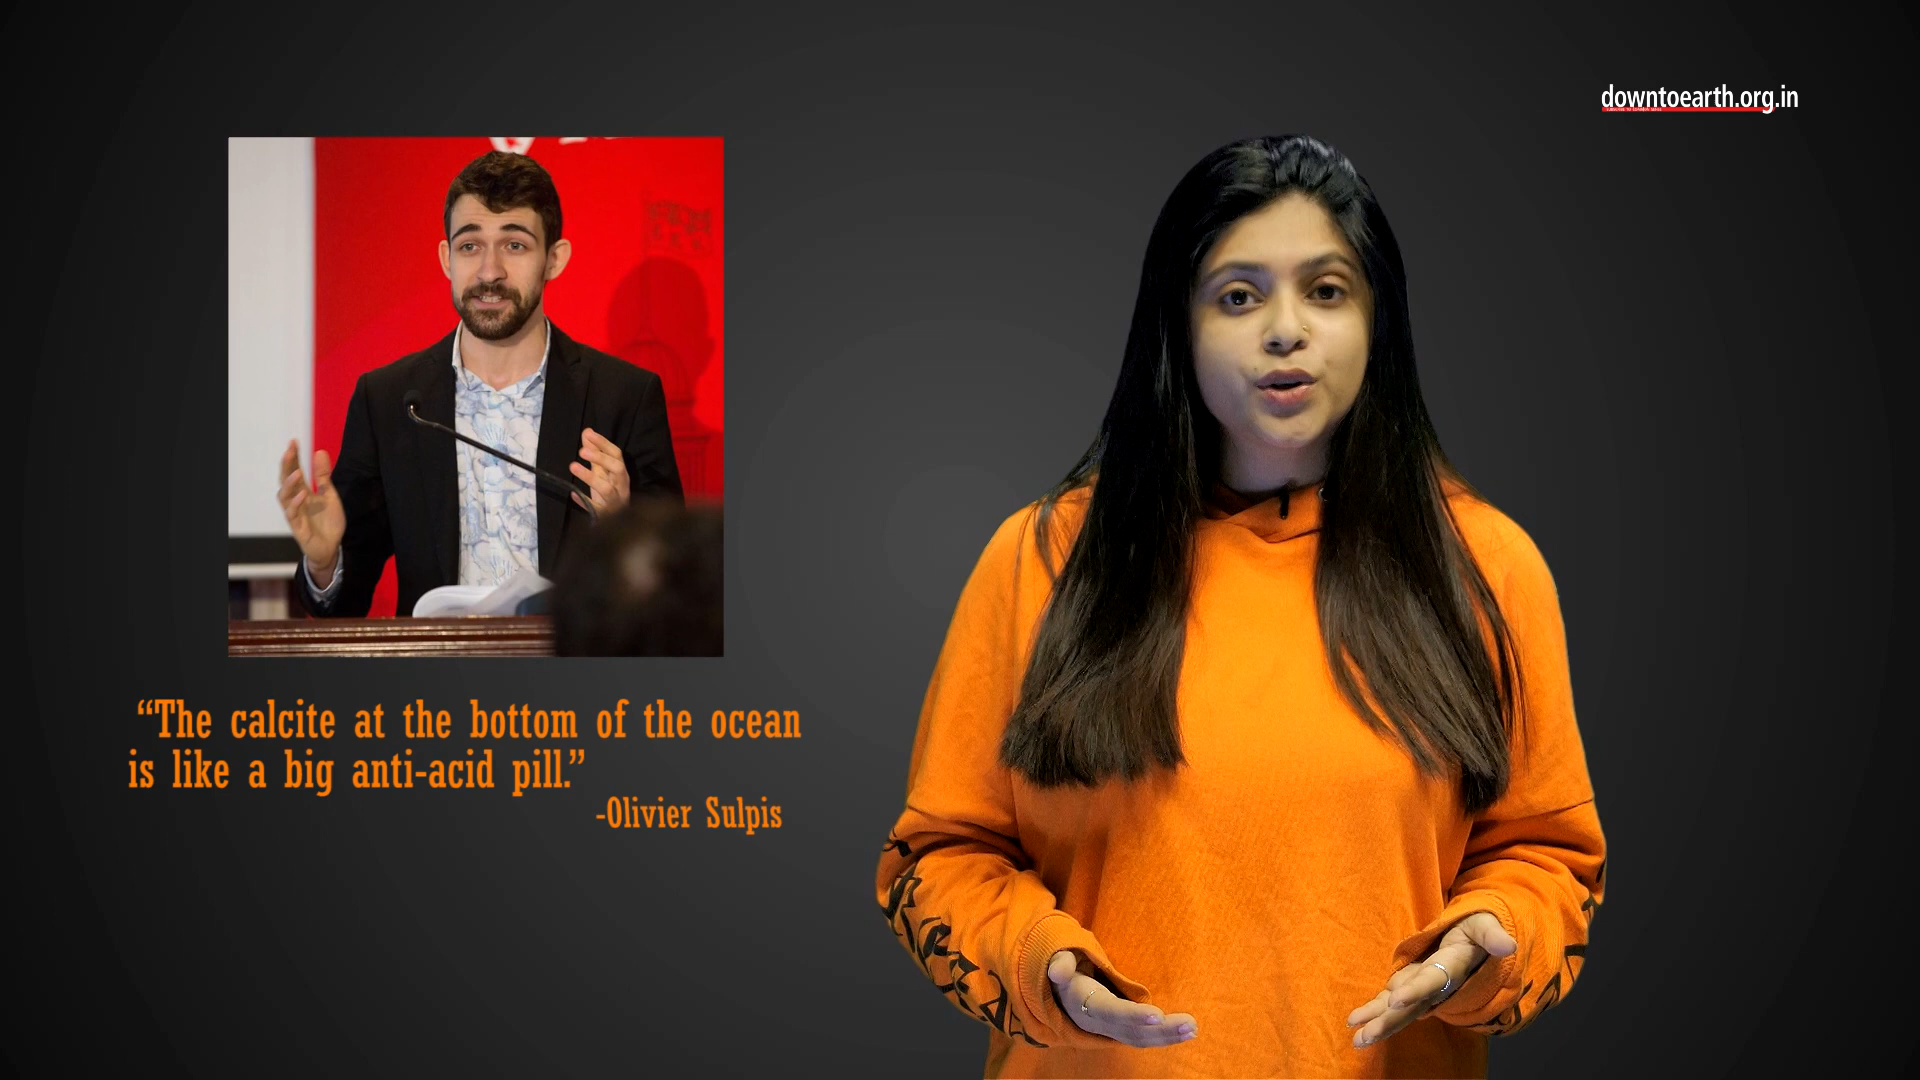 downtoearth.org.in
“The calcite at the bottom of the ocean
is like a big anti-acid pill.”
-Olivier Sulpis